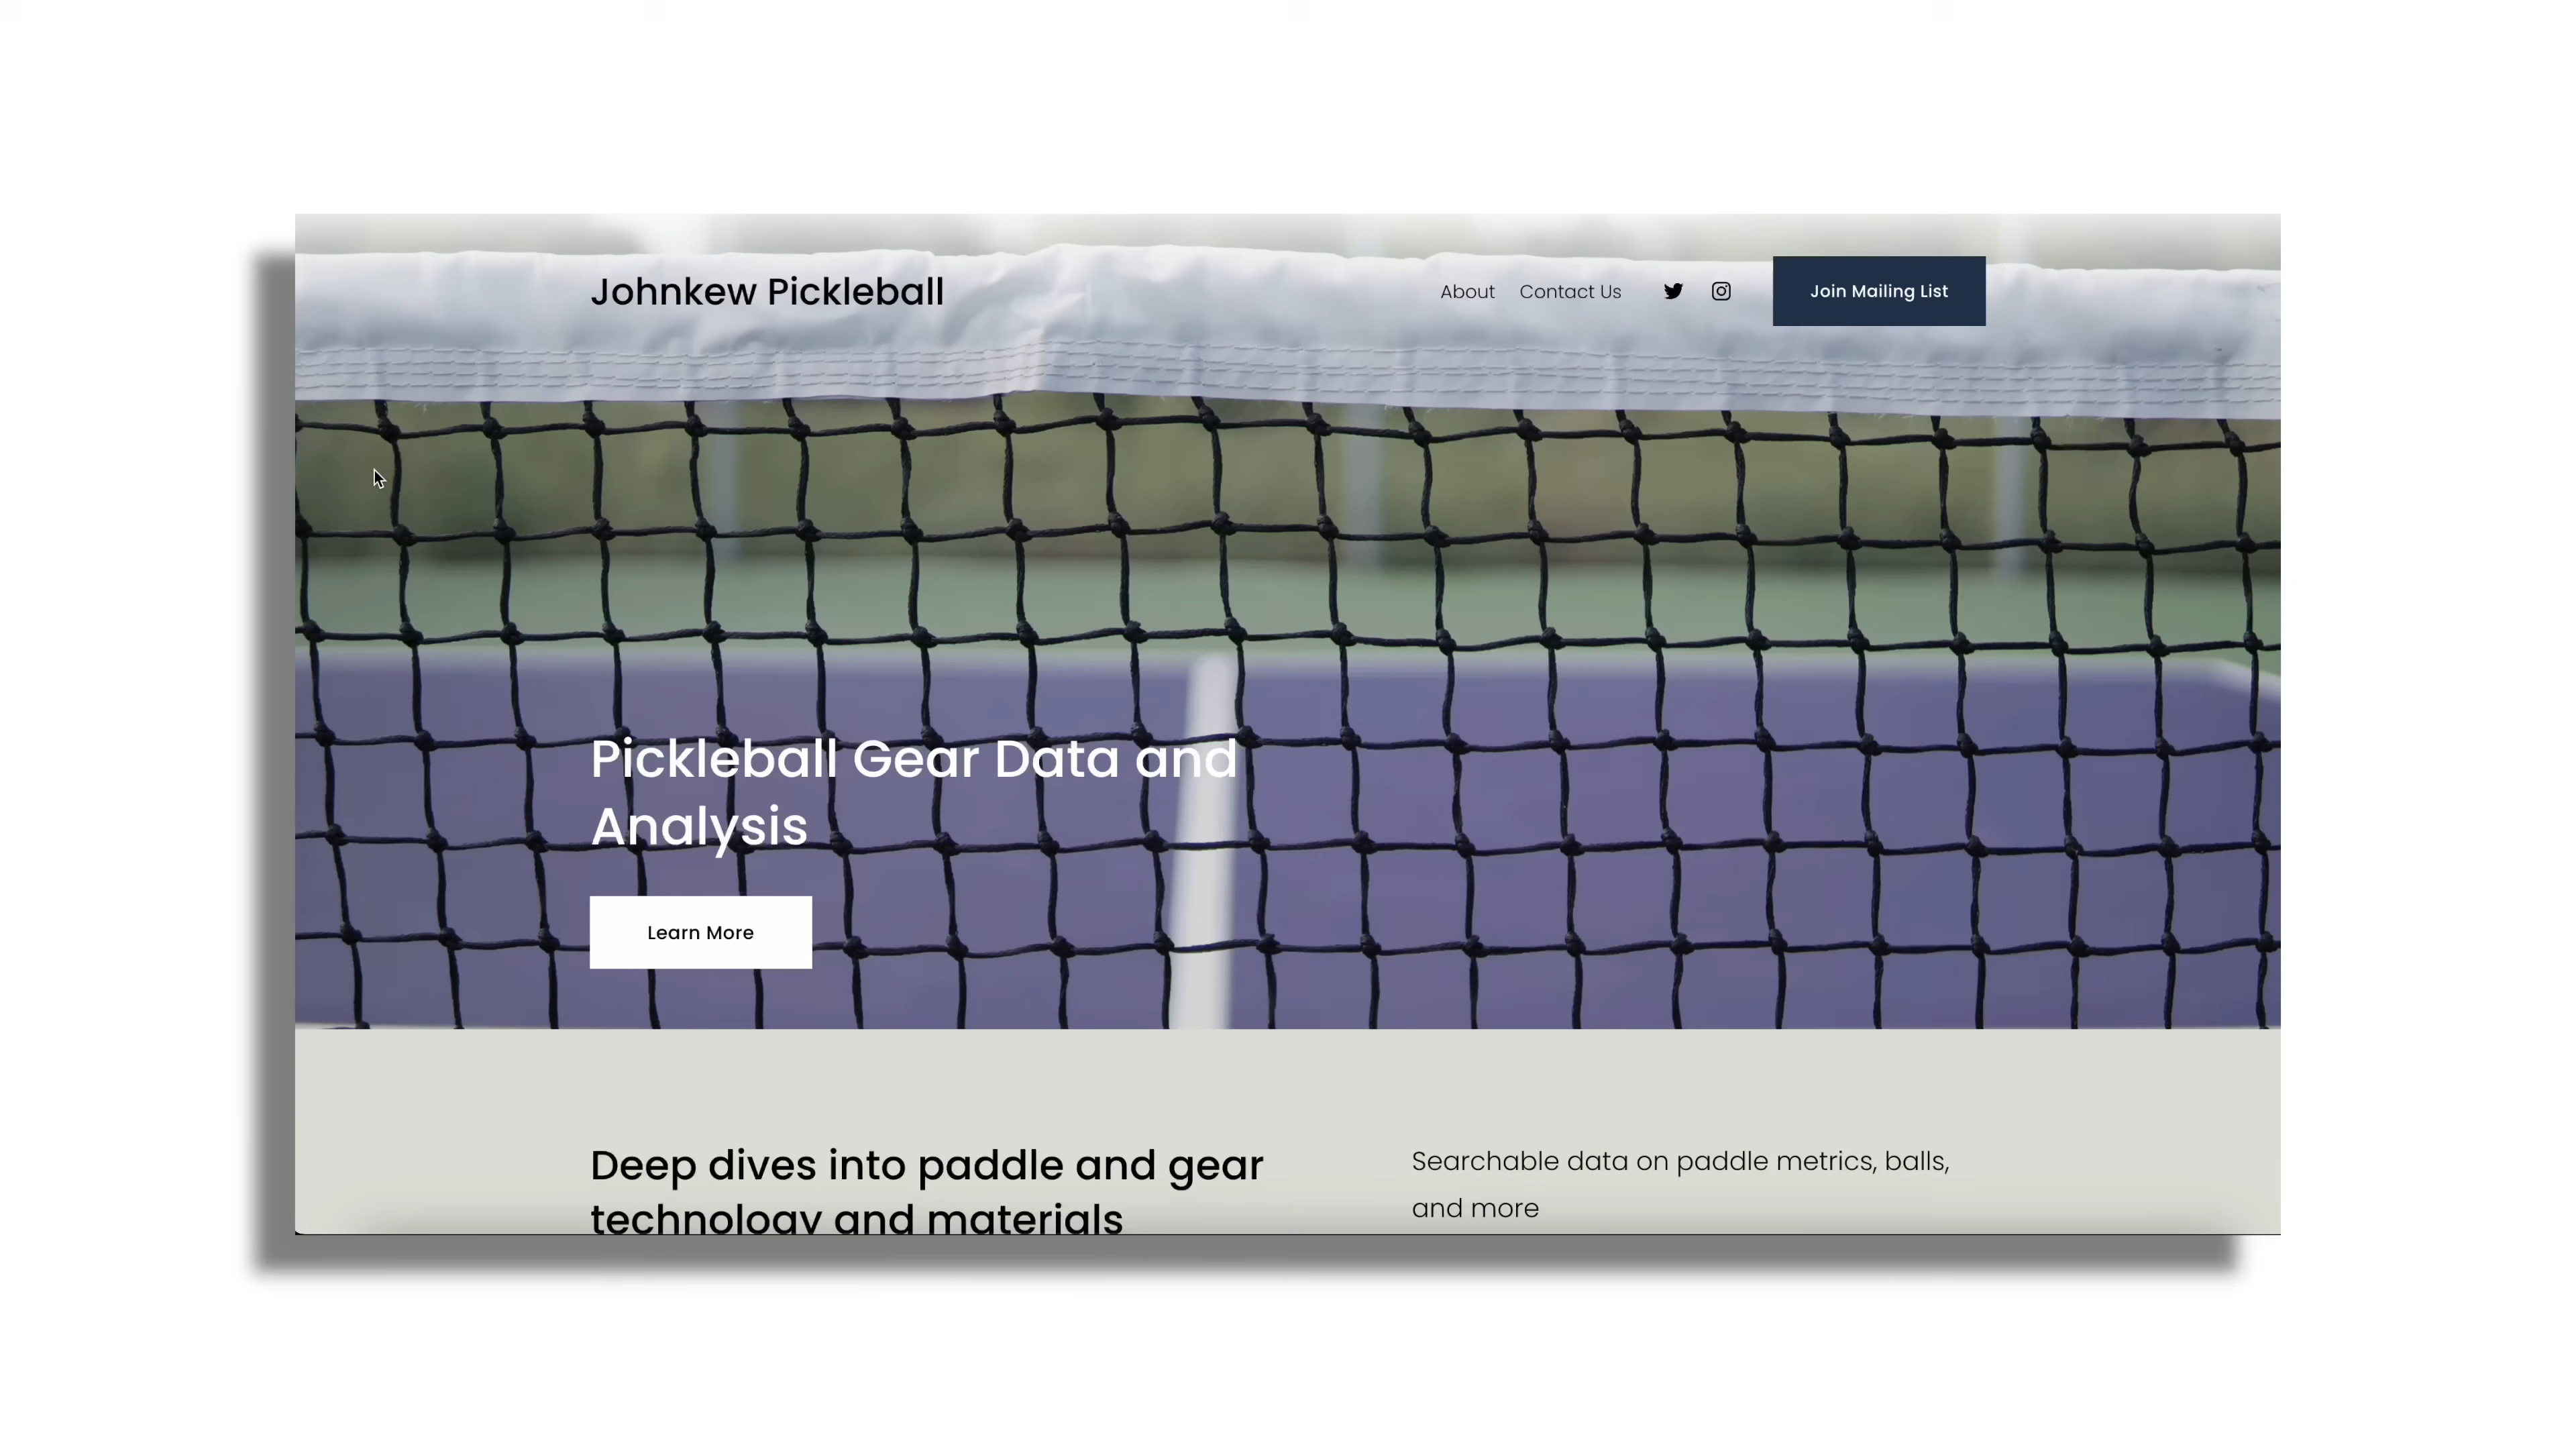 Johnkew Pickleball
About Contact Us Join Mailing List
Pickleball Gear Data and
Analysis
Learn More
Deep dives into paddle and gear
technology and materials
Searchable data on paddle metrics, balls,
and more